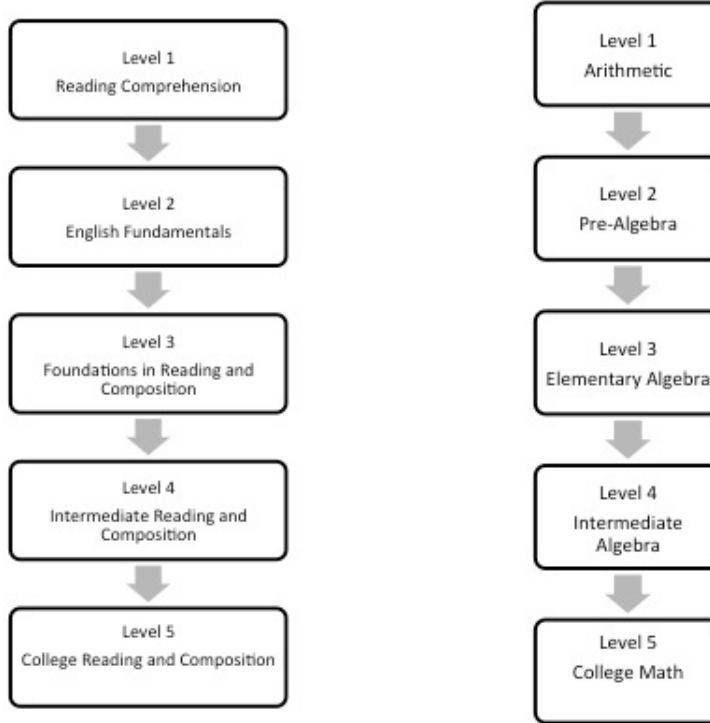 Level 1
Reading Comprehension
Level 2
English Fundamentals
Level 3
Foundations in Reading and
Composition
Level 4
Intermediate Reading and
Composition
Level 5
College Reading and Composition
Level 1
Arithmetic
Level 2
Pre-Algebra
Level 3
Elementary Algebra
Level 4
Intermediate
Algebra
Level 5
College Math